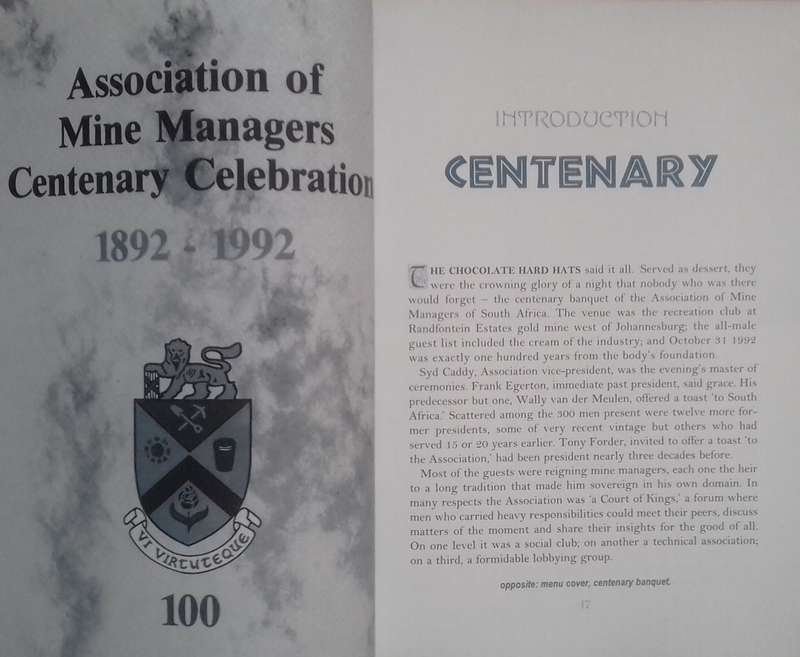 Association of
Mine Managers
Centenary Celebration
1892 - 1992
VI VIRTUTEQUE
100
INTRODUCTION
CENTENARY
THE CHOCOLATE HARD HATS said it all. Served as dessert, they
were the crowning glory of a night that nobody who was there
would forget – the centenary banquet of the Association of Mine
Managers of South Africa. The venue was the recreation club at
Randfontein Estates gold mine west of Johannesburg; the all-male
guest list included the cream of the industry; and October 31 1992
was exactly one hundred years from the body's foundation.
Syd Caddy, Association vice-president, was the evening's master of
ceremonies. Frank Egerton, immediate past president, said grace. His
predecessor but one, Wally van der Meulen, offered a toast 'to South
Africa.' Scattered among the 300 men present were twelve more for-
mer presidents, some of very recent vintage but others who had
served 15 or 20 years earlier. Tony Forder, invited to offer a toast 'to
the Association,' had been president nearly three decades before.
Most of the guests were reigning mine managers, each one the heir
to a long tradition that made him sovereign in his own domain. In
many respects the Association was 'a Court of Kings,' a forum where
men who carried heavy responsibilities could meet their peers, discuss
matters of the moment and share their insights for the good of all.
On one level it was a social club; on another a technical association;
on a third, a formidable lobbying group.
opposite: menu cover, centenary banquet.
17